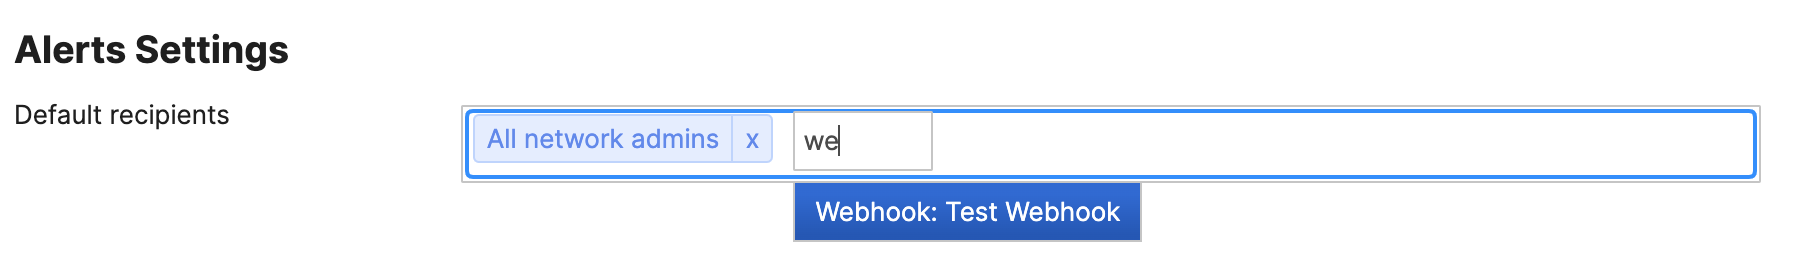 Alerts Settings
Default recipients
All network admins x
we
Webhook: Test Webhook